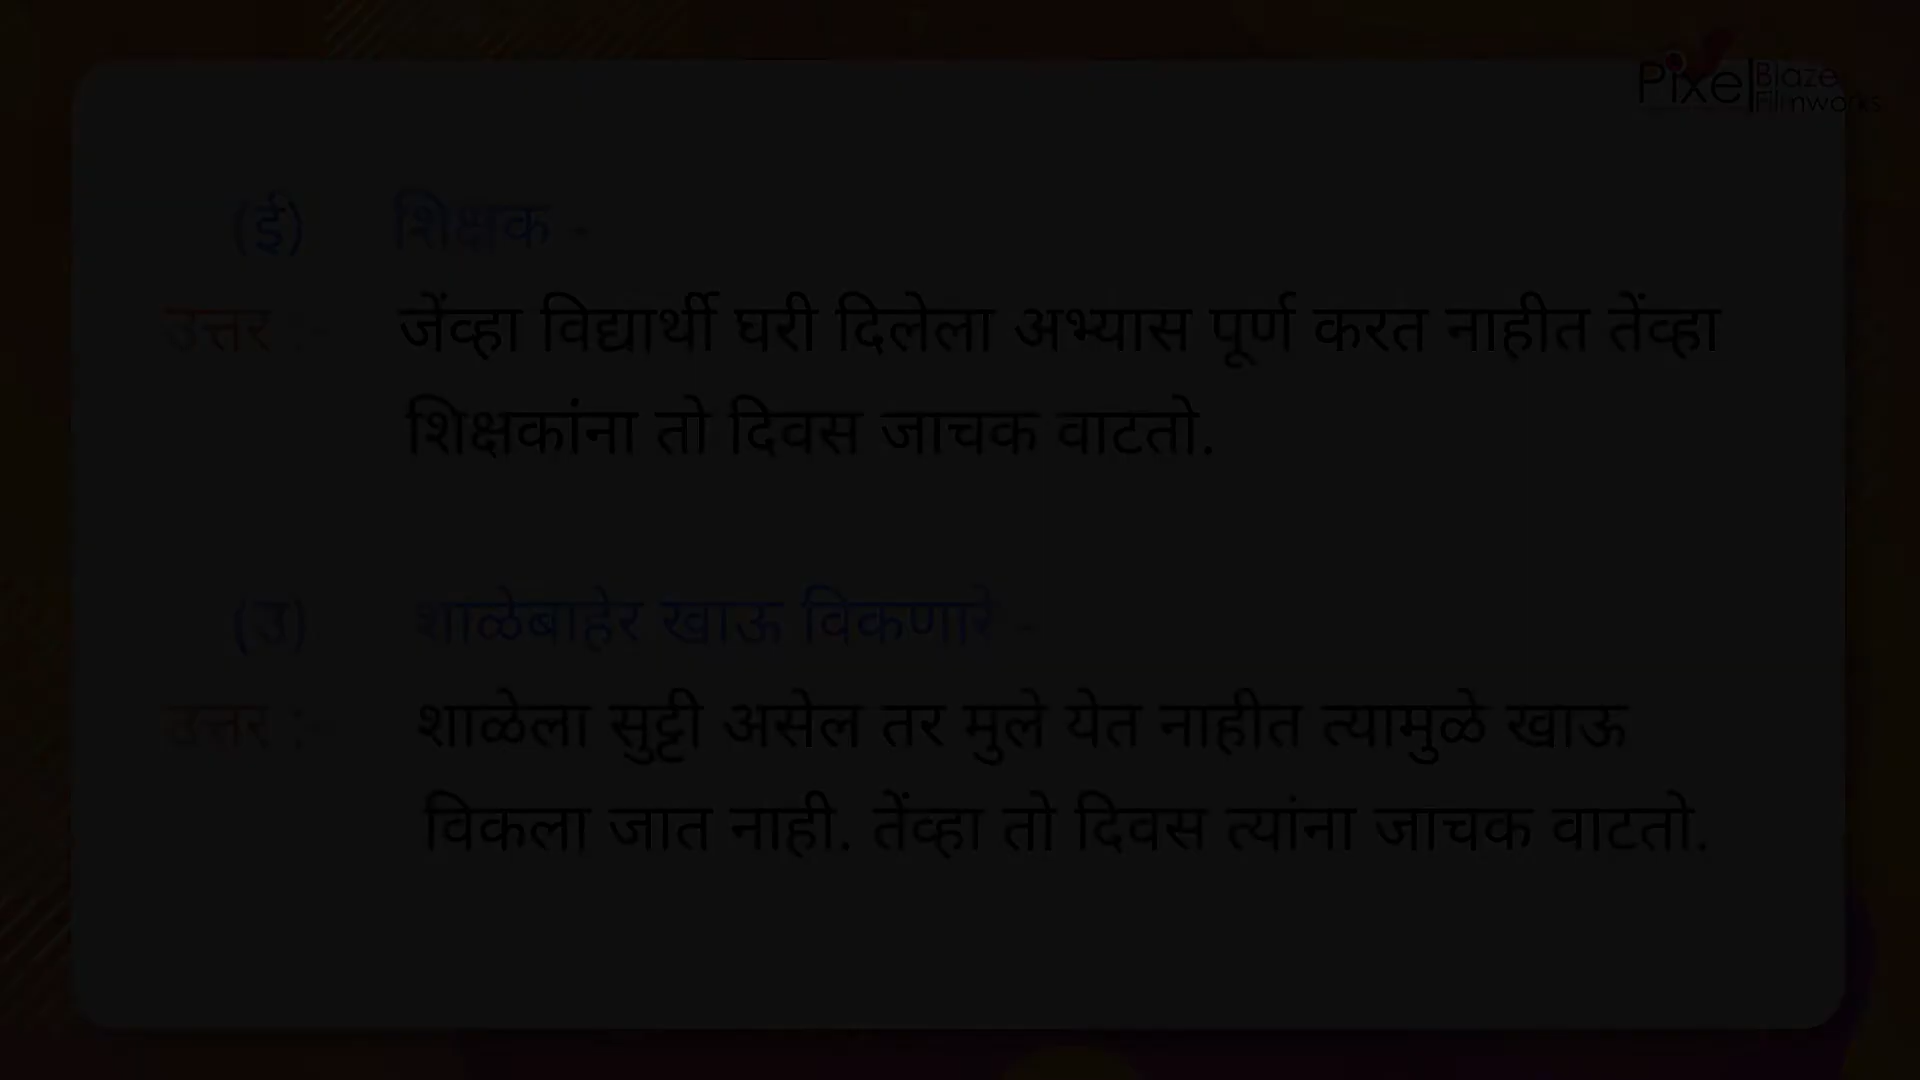 Pixel Blaze Filmworks
(ई) शिक्षक -
उत्तर :- जेंव्हा विद्यार्थी घरी दिलेला अभ्यास पूर्ण करत नाहीत तेंव्हा
शिक्षकांना तो दिवस जाचक वाटतो.
(उ) शाळेबाहेर खाऊ विकणारे -
उत्तर :- शाळेला सुट्टी असेल तर मुले येत नाहीत त्यामुळे खाऊ
विकला जात नाही. तेंव्हा तो दिवस त्यांना जाचक वाटतो.